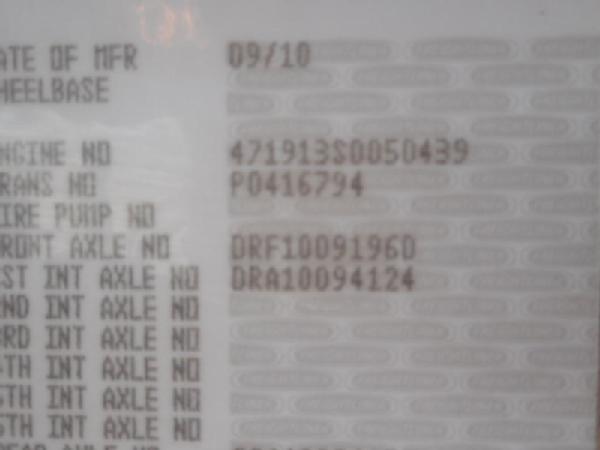 ATE OF MFR 09/10
HEELBASE
NGINE NO 471913S0050439
RANS NO P0416794
IRE PUMP NO
RONT AXLE NO DRF10091960
ST INT AXLE NO DRA10094124
ND INT AXLE NO
RD INT AXLE NO
TH INT AXLE NO
TH INT AXLE NO
TH INT AXLE NO